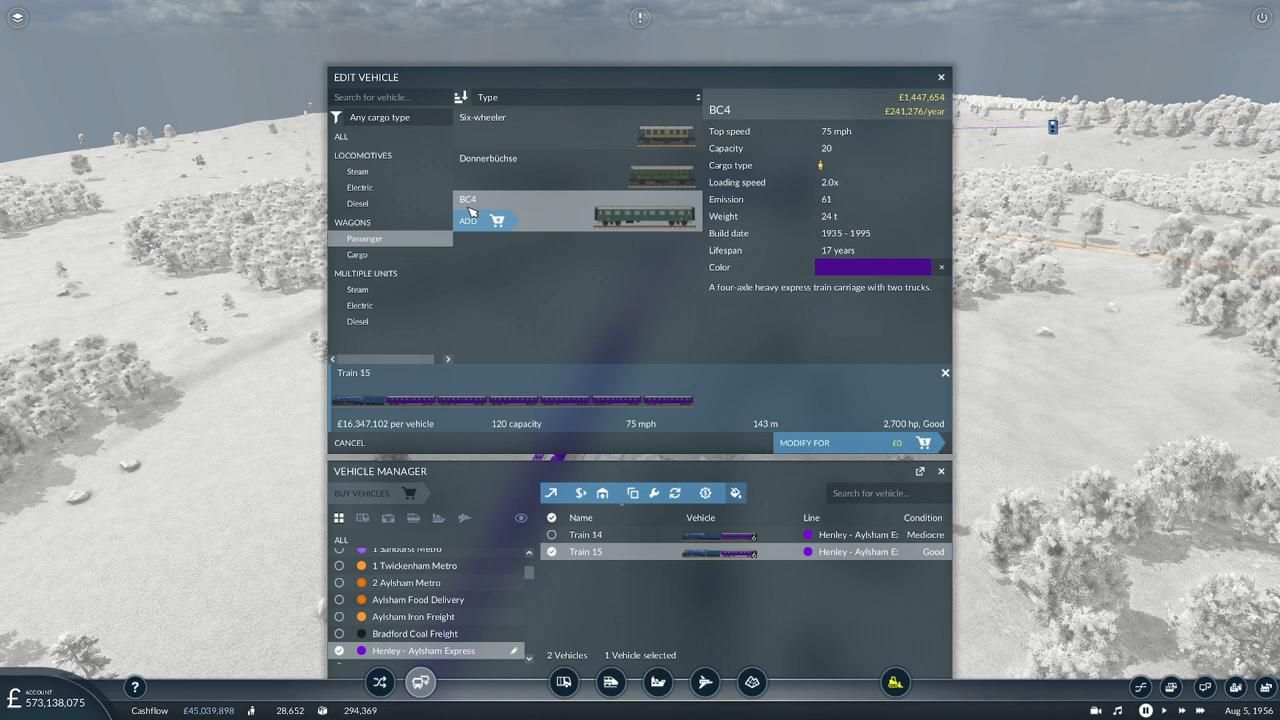 EDIT VEHICLE
Search for vehicle...
Type
£1,447,654
£241,276/year
Any cargo type
Six-wheeler
BC4
ALL
Top speed 75 mph
LOCOMOTIVES
Capacity 20
Steam
Donnerbüchse
Cargo type
Electric
Loading speed 2.0x
Diesel
Emission 61
WAGONS
BC4
Weight 24 t
Passenger
ADD
Build date 1935 - 1995
Cargo
Lifespan 17 years
MULTIPLE UNITS
Color
Steam
A four-axle heavy express train carriage with two trucks.
Electric
Diesel
Train 15
£16,347,102 per vehicle 120 capacity 75 mph 143 m 2,700 hp, Good
CANCEL
MODIFY FOR £0
VEHICLE MANAGER
BUY VEHICLES
Search for vehicle...
Name Vehicle Line Condition
ALL
Train 14 6 Henley - Aylsham E: Mediocre
1 Sandurst Metro
Train 15 6 Henley - Aylsham E: Good
1 Twickenham Metro
2 Aylsham Metro
Aylsham Food Delivery
Aylsham Iron Freight
Bradford Coal Freight
Henley - Aylsham Express
2 Vehicles 1 Vehicle selected
?
£ ACCOUNT
573,138,075
Cashflow £45,039,898 28,652 294,369
Aug 5, 1956